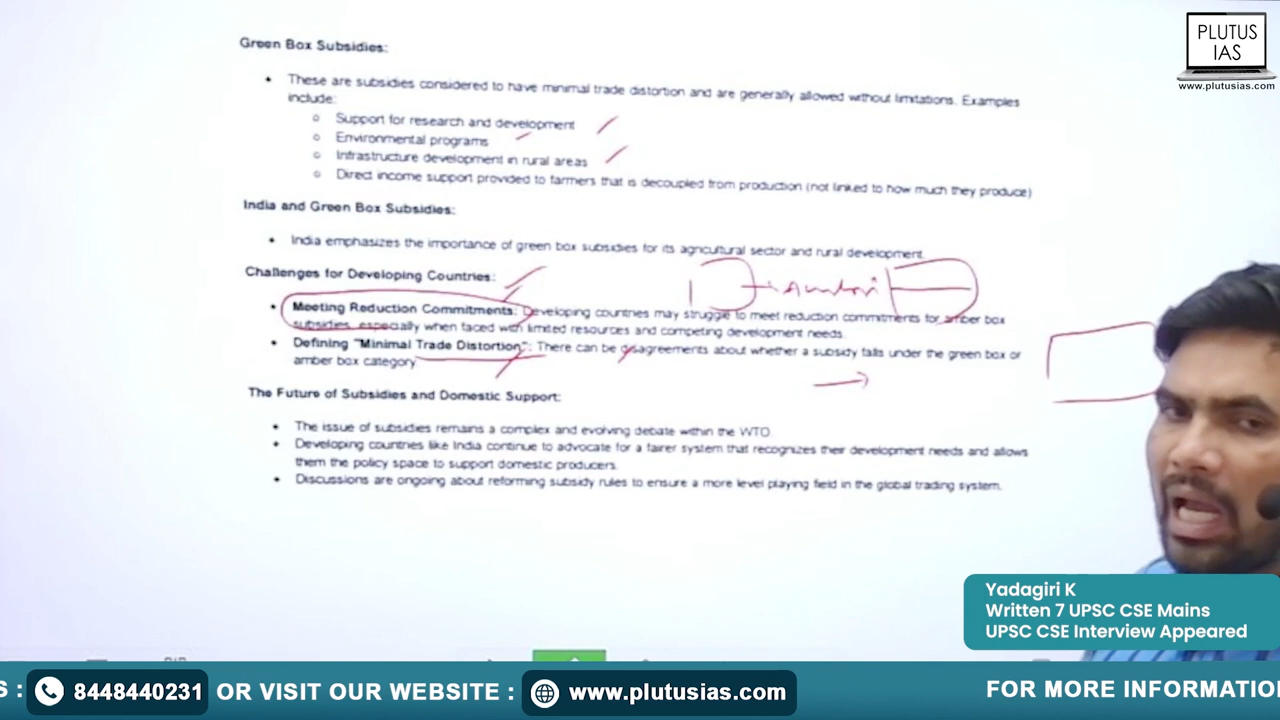 PLUTUS
IAS
www.plutusias.com
Green Box Subsidies:
• These are subsidies considered to have minimal trade distortion and are generally allowed without limitations. Examples
include:
o Support for research and development
o Environmental programs
o Infrastructure development in rural areas
o Direct income support provided to farmers that is decoupled from production (not linked to how much they produce)
India and Green Box Subsidies:
• India emphasizes the importance of green box subsidies for its agricultural sector and rural development.
Challenges for Developing Countries:
• Meeting Reduction Commitments: Developing countries may struggle to meet reduction commitments for amber box
subsidies, especially when faced with limited resources and competing development needs.
• Defining "Minimal Trade Distortion": There can be disagreements about whether a subsidy falls under the green box or
amber box category
The Future of Subsidies and Domestic Support:
• The issue of subsidies remains a complex and evolving debate within the WTO
• Developing countries like India continue to advocate for a fairer system that recognizes their development needs and allows
them the policy space to support domestic producers.
• Discussions are ongoing about reforming subsidy rules to ensure a more level playing field in the global trading system.
Yadagiri K
Written 7 UPSC CSE Mains
UPSC CSE Interview Appeared
S : 8448440231 OR VISIT OUR WEBSITE : www.plutusias.com FOR MORE INFORMATIO